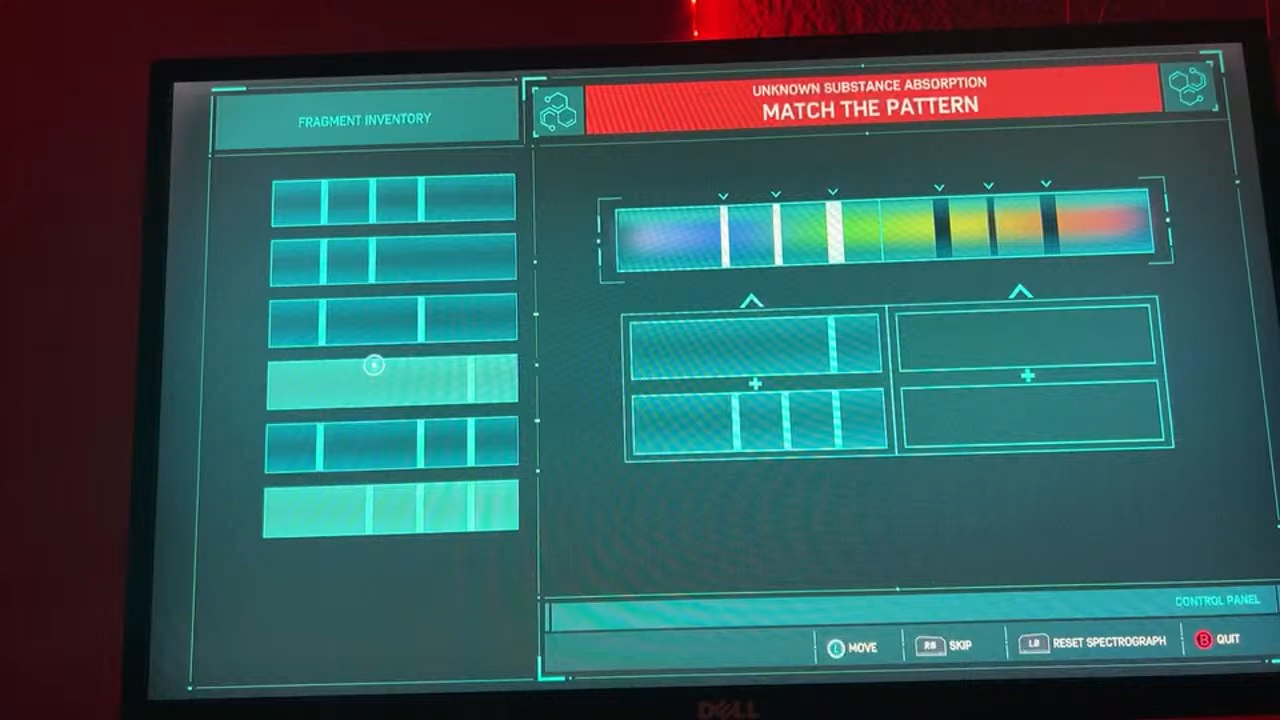 FRAGMENT INVENTORY
UNKNOWN SUBSTANCE ABSORPTION
MATCH THE PATTERN
CONTROL PANEL
L MOVE
RB SKIP
LB RESET SPECTROGRAPH
B QUIT
DELL